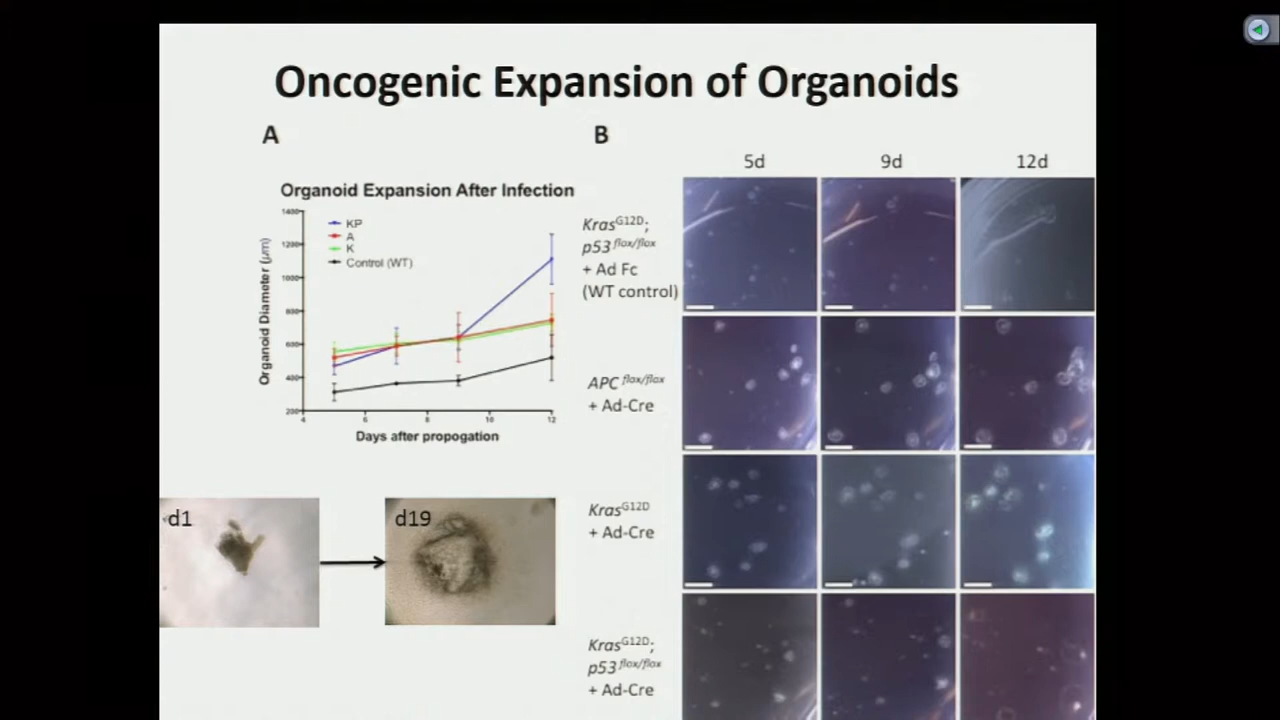 Oncogenic Expansion of Organoids
A
Organoid Expansion After Infection
1400
1200
1000
800
600
400
200
Organoid Diameter (µm)
KP
A
K
Control (WT)
4
6
8
10
12
Days after propogation
d1
d19
B
5d
9d
12d
Kras^G12D;
p53^flox/flox
+ Ad Fc
(WT control)
APC^flox/flox
+ Ad-Cre
Kras^G12D
+ Ad-Cre
Kras^G12D;
p53^flox/flox
+ Ad-Cre